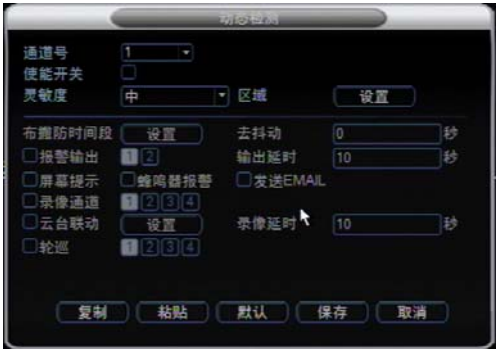 动态检测
通道号 1
使能开关
灵敏度 中 区域 设置
布撤防时间段 设置 去抖动 0 秒
报警输出 1 2 输出延时 10 秒
屏幕提示 蜂鸣器报警 发送EMAIL
录像通道 1 2 3 4
云台联动 设置 录像延时 10 秒
轮巡 1 2 3 4
复制 粘贴 默认 保存 取消